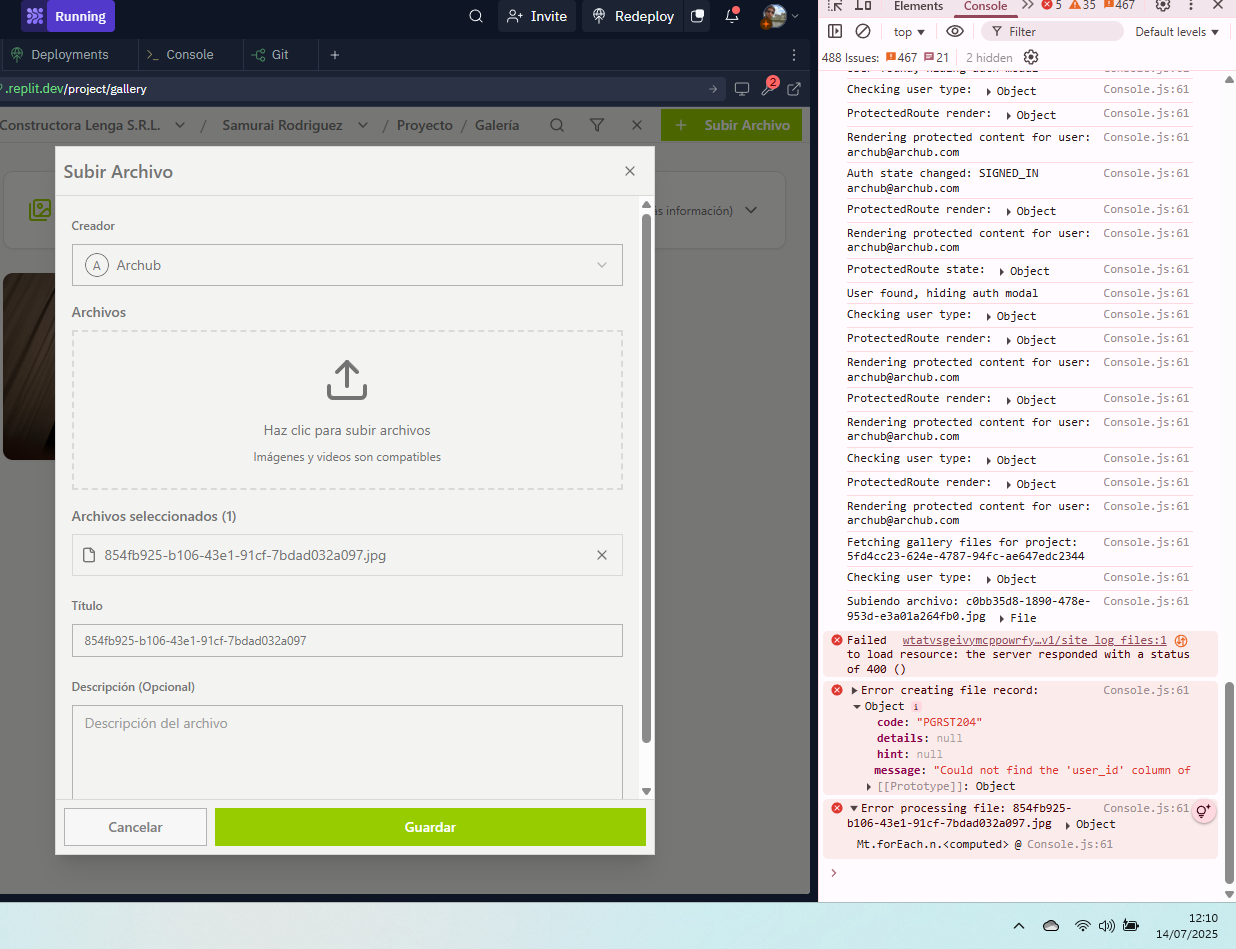 Running
Invite
Redeploy
Deployments
>_ Console
Git
.replit.dev/project/gallery
2
Constructora Lenga S.R.L.
/
Samurai Rodriguez
/ Proyecto / Galería
Subir Archivo
Subir Archivo
ás información)
Creador
A Archub
Archivos
Haz clic para subir archivos
Imágenes y videos son compatibles
Archivos seleccionados (1)
854fb925-b106-43e1-91cf-7bdad032a097.jpg
Título
854fb925-b106-43e1-91cf-7bdad032a097
Descripción (Opcional)
Descripción del archivo
Cancelar
Guardar
Elements
Console
5
35
467
top
Filter
Default levels
488 Issues: 467 21
2 hidden
Checking user type: Object Console.js:61
ProtectedRoute render: Object Console.js:61
Rendering protected content for user: Console.js:61
archub@archub.com
Auth state changed: SIGNED_IN Console.js:61
archub@archub.com
ProtectedRoute render: Object Console.js:61
Rendering protected content for user: Console.js:61
archub@archub.com
ProtectedRoute state: Object Console.js:61
User found, hiding auth modal Console.js:61
Checking user type: Object Console.js:61
ProtectedRoute render: Object Console.js:61
Rendering protected content for user: Console.js:61
archub@archub.com
ProtectedRoute render: Object Console.js:61
Rendering protected content for user: Console.js:61
archub@archub.com
Checking user type: Object Console.js:61
ProtectedRoute render: Object Console.js:61
Rendering protected content for user: Console.js:61
archub@archub.com
Fetching gallery files for project: Console.js:61
5fd4cc23-624e-4787-94fc-ae647edc2344
Checking user type: Object Console.js:61
Subiendo archivo: c0bb35d8-1890-478e- Console.js:61
953d-e3a01a264fb0.jpg File
Failed wtatvsgeivymcppowrfy…v1/site_log_files:1
to load resource: the server responded with a status
of 400 ()
Error creating file record: Console.js:61
Object i
code: "PGRST204"
details: null
hint: null
message: "Could not find the 'user_id' column of
[[Prototype]]: Object
Error processing file: 854fb925- Console.js:61
b106-43e1-91cf-7bdad032a097.jpg Object
Mt.forEach.n.<computed> @ Console.js:61
12:10
14/07/2025